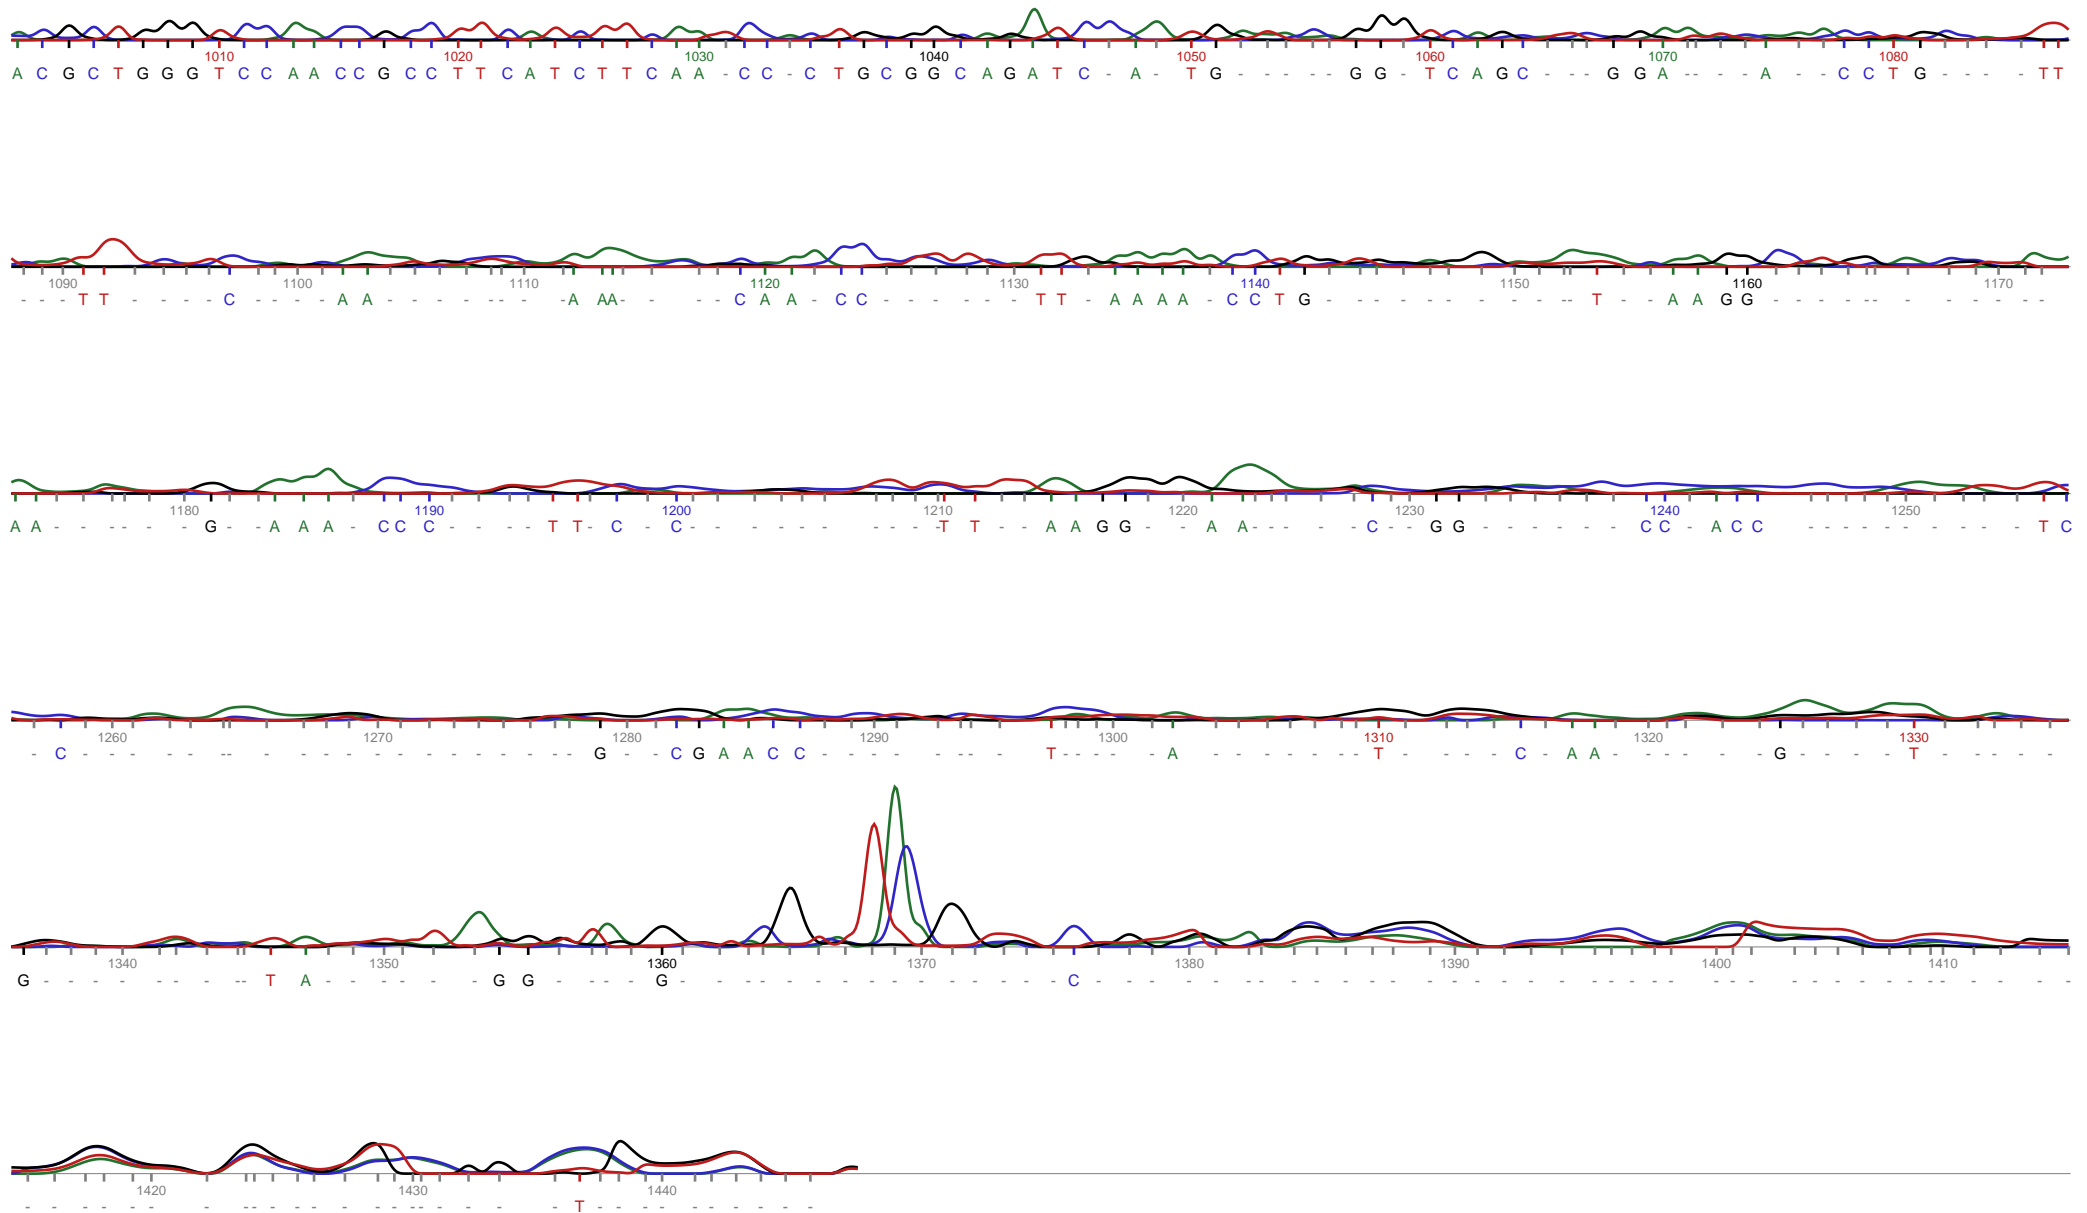 1010 1020 1030 1040 1050 1060 1070 1080
A C G C T G G G T C C A A C C G C C T T C A T C T T C A A - C C - C T G C G G C A G A T C - A - T G - - - - - G G - T C A G C - - - G G A - - - A - - C C T G - - - - T T
1090 1100 1110 1120 1130 1140 1150 1160 1170
- - - T T - - - - - C - - - - A A - - - - - - - - - A A A - - - - C A A - C C - - - - - - T T - A A A A - C C T G - - - - - - - - - - - T - - A A G G - - - - - - - - - - - -
1180 1190 1200 1210 1220 1230 1240 1250
A A - - - - - - G - - A A A - C C C - - - - T T - C - C - - - - - - - - - - T T - - A A G G - - A A - - - - C - - G G - - - - - - - C C - A C C - - - - - - - - - - T C
1260 1270 1280 1290 1300 1310 1320 1330
- C - - - - - - - - - - - - - - - - - - - - - G - - C G A A C C - - - - - - - - - T - - - - A - - - - - - - T - - - - C - A A - - - - - - G - - - - T - - - - -
1340 1350 1360 1370 1380 1390 1400 1410
G - - - - - - - - - - T A - - - - - - G G - - - - G - - - - - - - - - - - - - - C - - - - - - - - - - - - - - - - - - - - - - - - - - - - - - - - - - - - -
1420 1430 1440
- - - - - - - - - - - - - - - - - - - - - T - - - - - - - - -